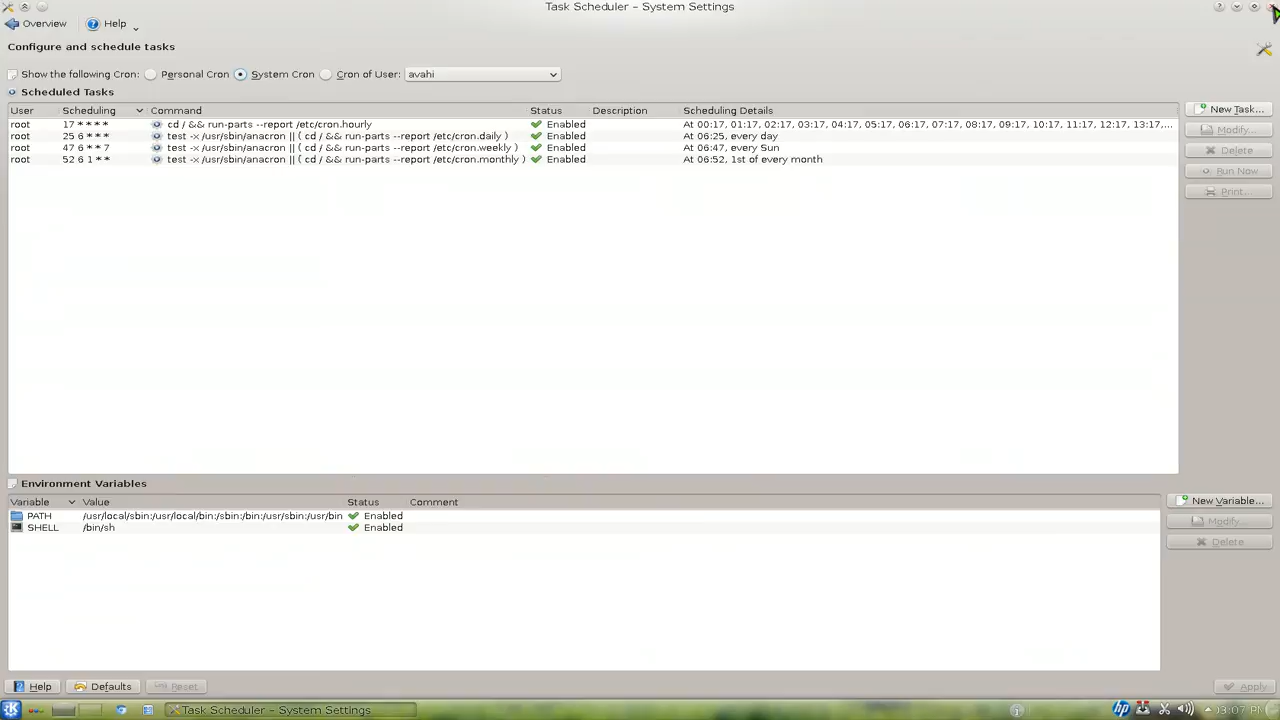 Task Scheduler – System Settings
Overview Help
Configure and schedule tasks
Show the following Cron: Personal Cron System Cron Cron of User: avahi
Scheduled Tasks
User Scheduling Command Status Description Scheduling Details
root 17 * * * * cd / && run-parts --report /etc/cron.hourly Enabled At 00:17, 01:17, 02:17, 03:17, 04:17, 05:17, 06:17, 07:17, 08:17, 09:17, 10:17, 11:17, 12:17, 13:17,...
root 25 6 * * * test -x /usr/sbin/anacron || ( cd / && run-parts --report /etc/cron.daily ) Enabled At 06:25, every day
root 47 6 * * 7 test -x /usr/sbin/anacron || ( cd / && run-parts --report /etc/cron.weekly ) Enabled At 06:47, every Sun
root 52 6 1 * * test -x /usr/sbin/anacron || ( cd / && run-parts --report /etc/cron.monthly ) Enabled At 06:52, 1st of every month
New Task...
Modify...
Delete
Run Now
Print...
Environment Variables
Variable Value Status Comment
PATH /usr/local/sbin:/usr/local/bin:/sbin:/bin:/usr/sbin:/usr/bin Enabled
SHELL /bin/sh Enabled
New Variable...
Modify...
Delete
Help Defaults Reset Apply
Task Scheduler – System Settings hp 03:07 PM